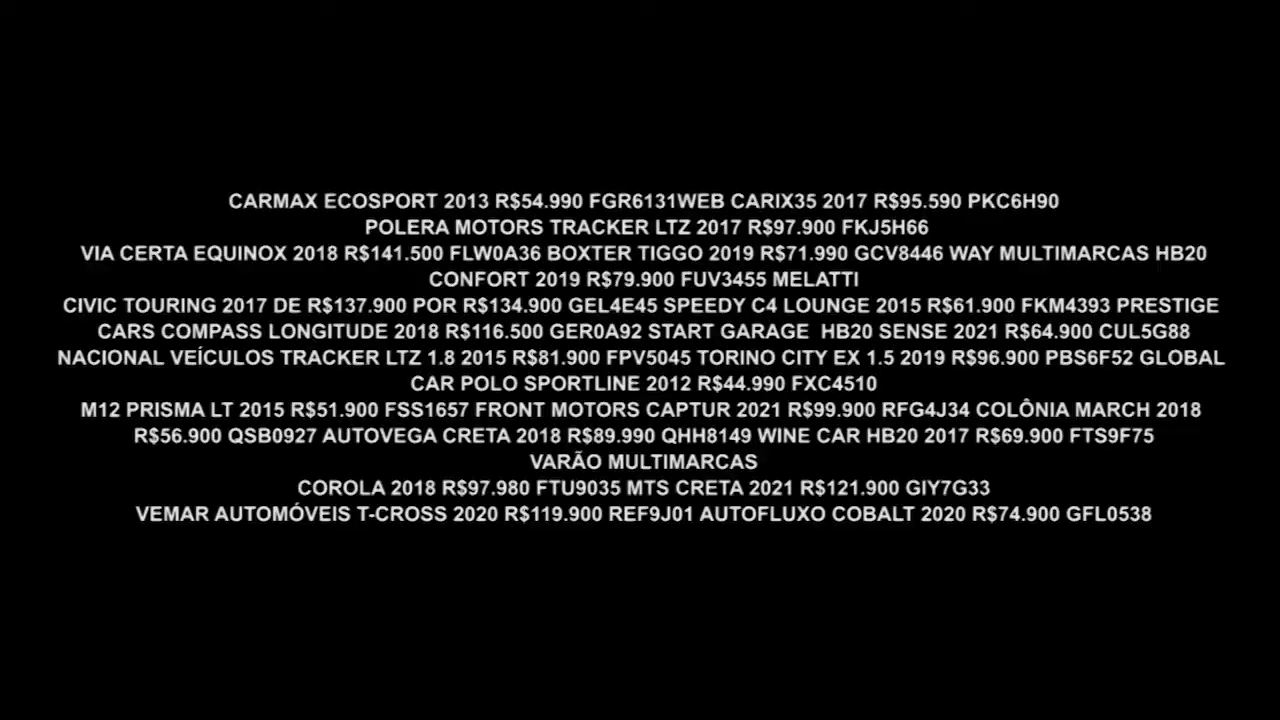 CARMAX ECOSPORT 2013 R$54.990 FGR6131WEB CARIX35 2017 R$95.590 PKC6H90
POLERA MOTORS TRACKER LTZ 2017 R$97.900 FKJ5H66
VIA CERTA EQUINOX 2018 R$141.500 FLW0A36 BOXTER TIGGO 2019 R$71.990 GCV8446 WAY MULTIMARCAS HB20
CONFORT 2019 R$79.900 FUV3455 MELATTI
CIVIC TOURING 2017 DE R$137.900 POR R$134.900 GEL4E45 SPEEDY C4 LOUNGE 2015 R$61.900 FKM4393 PRESTIGE
CARS COMPASS LONGITUDE 2018 R$116.500 GER0A92 START GARAGE  HB20 SENSE 2021 R$64.900 CUL5G88
NACIONAL VEÍCULOS TRACKER LTZ 1.8 2015 R$81.900 FPV5045 TORINO CITY EX 1.5 2019 R$96.900 PBS6F52 GLOBAL
CAR POLO SPORTLINE 2012 R$44.990 FXC4510
M12 PRISMA LT 2015 R$51.900 FSS1657 FRONT MOTORS CAPTUR 2021 R$99.900 RFG4J34 COLÔNIA MARCH 2018
R$56.900 QSB0927 AUTOVEGA CRETA 2018 R$89.990 QHH8149 WINE CAR HB20 2017 R$69.900 FTS9F75
VARÃO MULTIMARCAS
COROLA 2018 R$97.980 FTU9035 MTS CRETA 2021 R$121.900 GIY7G33
VEMAR AUTOMÓVEIS T-CROSS 2020 R$119.900 REF9J01 AUTOFLUXO COBALT 2020 R$74.900 GFL0538